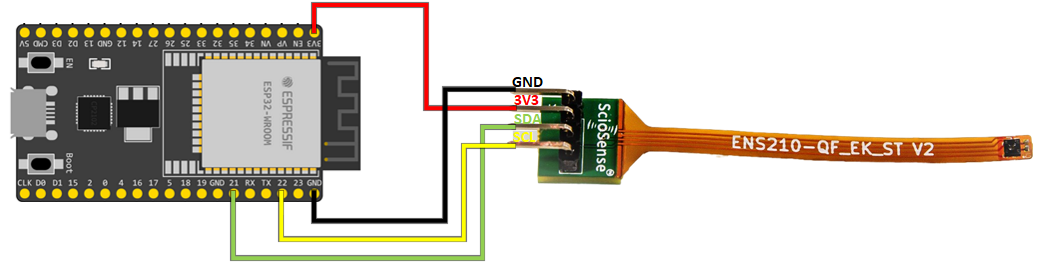 5V CMD D3 D2 13 GND 12 14 27 26 25 33 32 35 34 VN VP EN 3V3
EN
ESPRESSIF
ESP32-WROOM
Boot
CLK D0 D1 15 2 0 4 16 17 5 18 19 GND 21 RX TX 22 23 GND
GND
3V3
SDA
SCL
ScioSense
ENS210-QF_EK_ST V2